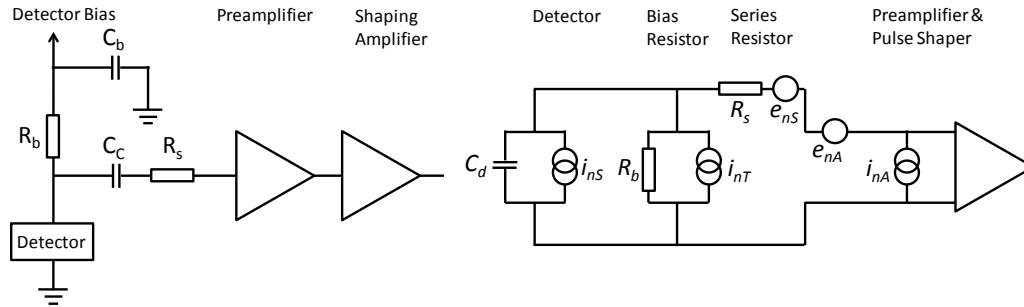 Detector Bias
Preamplifier
Shaping
Amplifier
C_b
R_b
C_C
R_s
Detector
Detector
Bias
Resistor
Series
Resistor
Preamplifier &
Pulse Shaper
R_s
e_nS
e_nA
C_d
i_nS
R_b
i_nT
i_nA